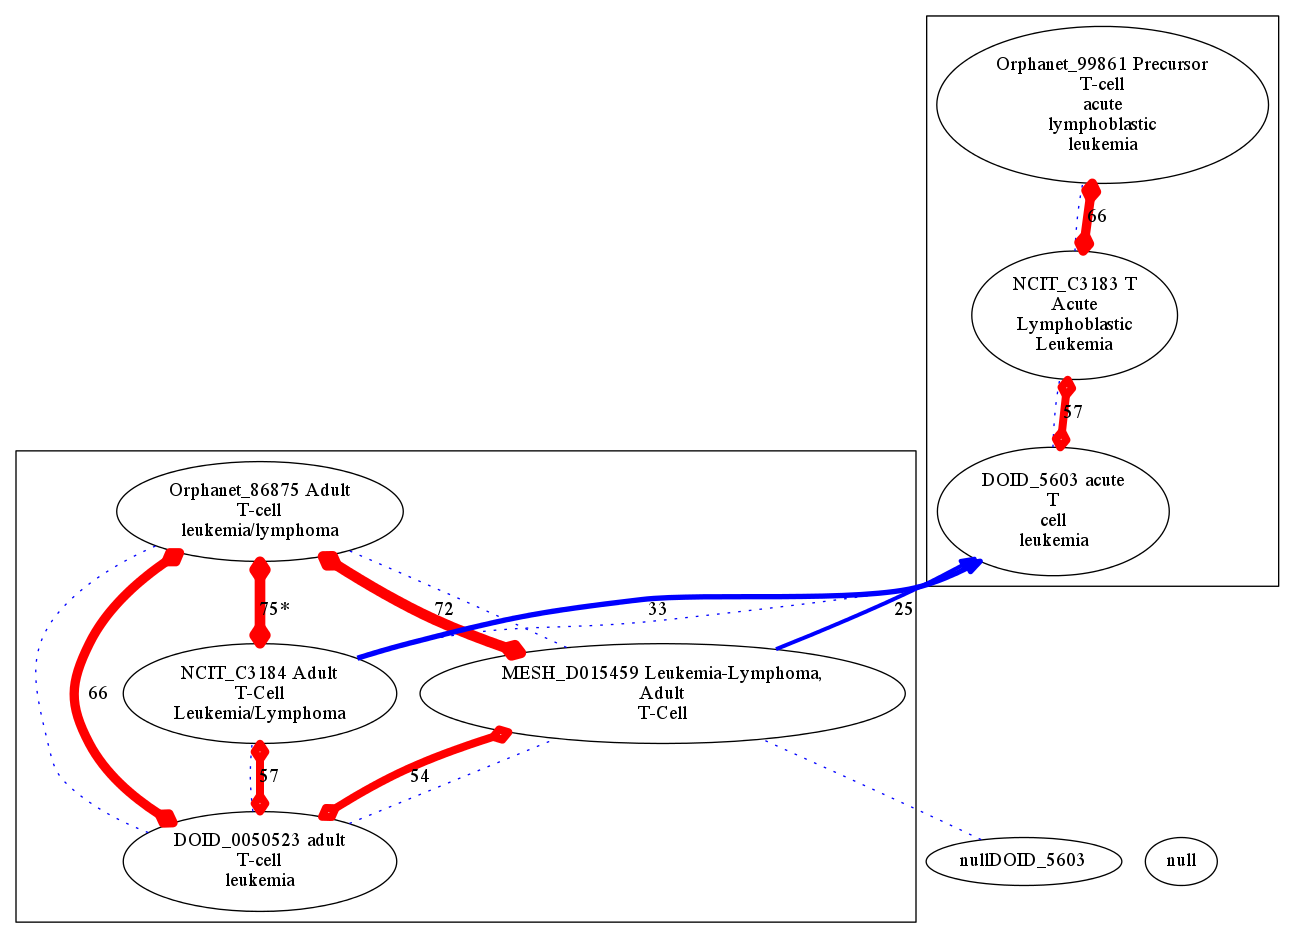 Orphanet_99861 Precursor
T-cell
acute
lymphoblastic
leukemia
66
NCIT_C3183 T
Acute
Lymphoblastic
Leukemia
57
DOID_5603 acute
T
cell
leukemia
Orphanet_86875 Adult
T-cell
leukemia/lymphoma
75*
72
33
25
NCIT_C3184 Adult
T-Cell
Leukemia/Lymphoma
MESH_D015459 Leukemia-Lymphoma,
Adult
T-Cell
66
57
54
DOID_0050523 adult
T-cell
leukemia
nullDOID_5603
null